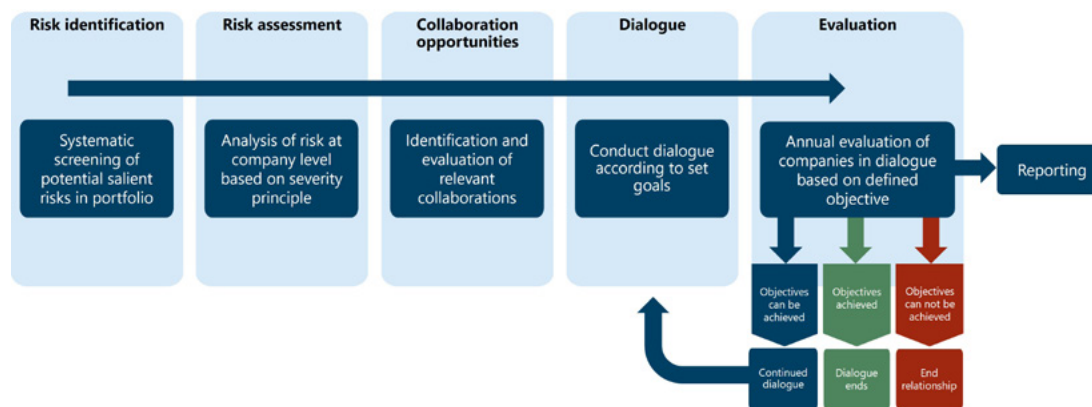 Risk identification
Risk assessment
Collaboration
opportunities
Dialogue
Evaluation
Systematic
screening of
potential salient
risks in portfolio
Analysis of risk at
company level
based on severity
principle
Identification and
evaluation of
relevant
collaborations
Conduct dialogue
according to set
goals
Annual evaluation of
companies in dialogue
based on defined
objective
Reporting
Objectives
can be
achieved
Objectives
achieved
Objectives
can not be
achieved
Continued
dialogue
Dialogue
ends
End
relationship